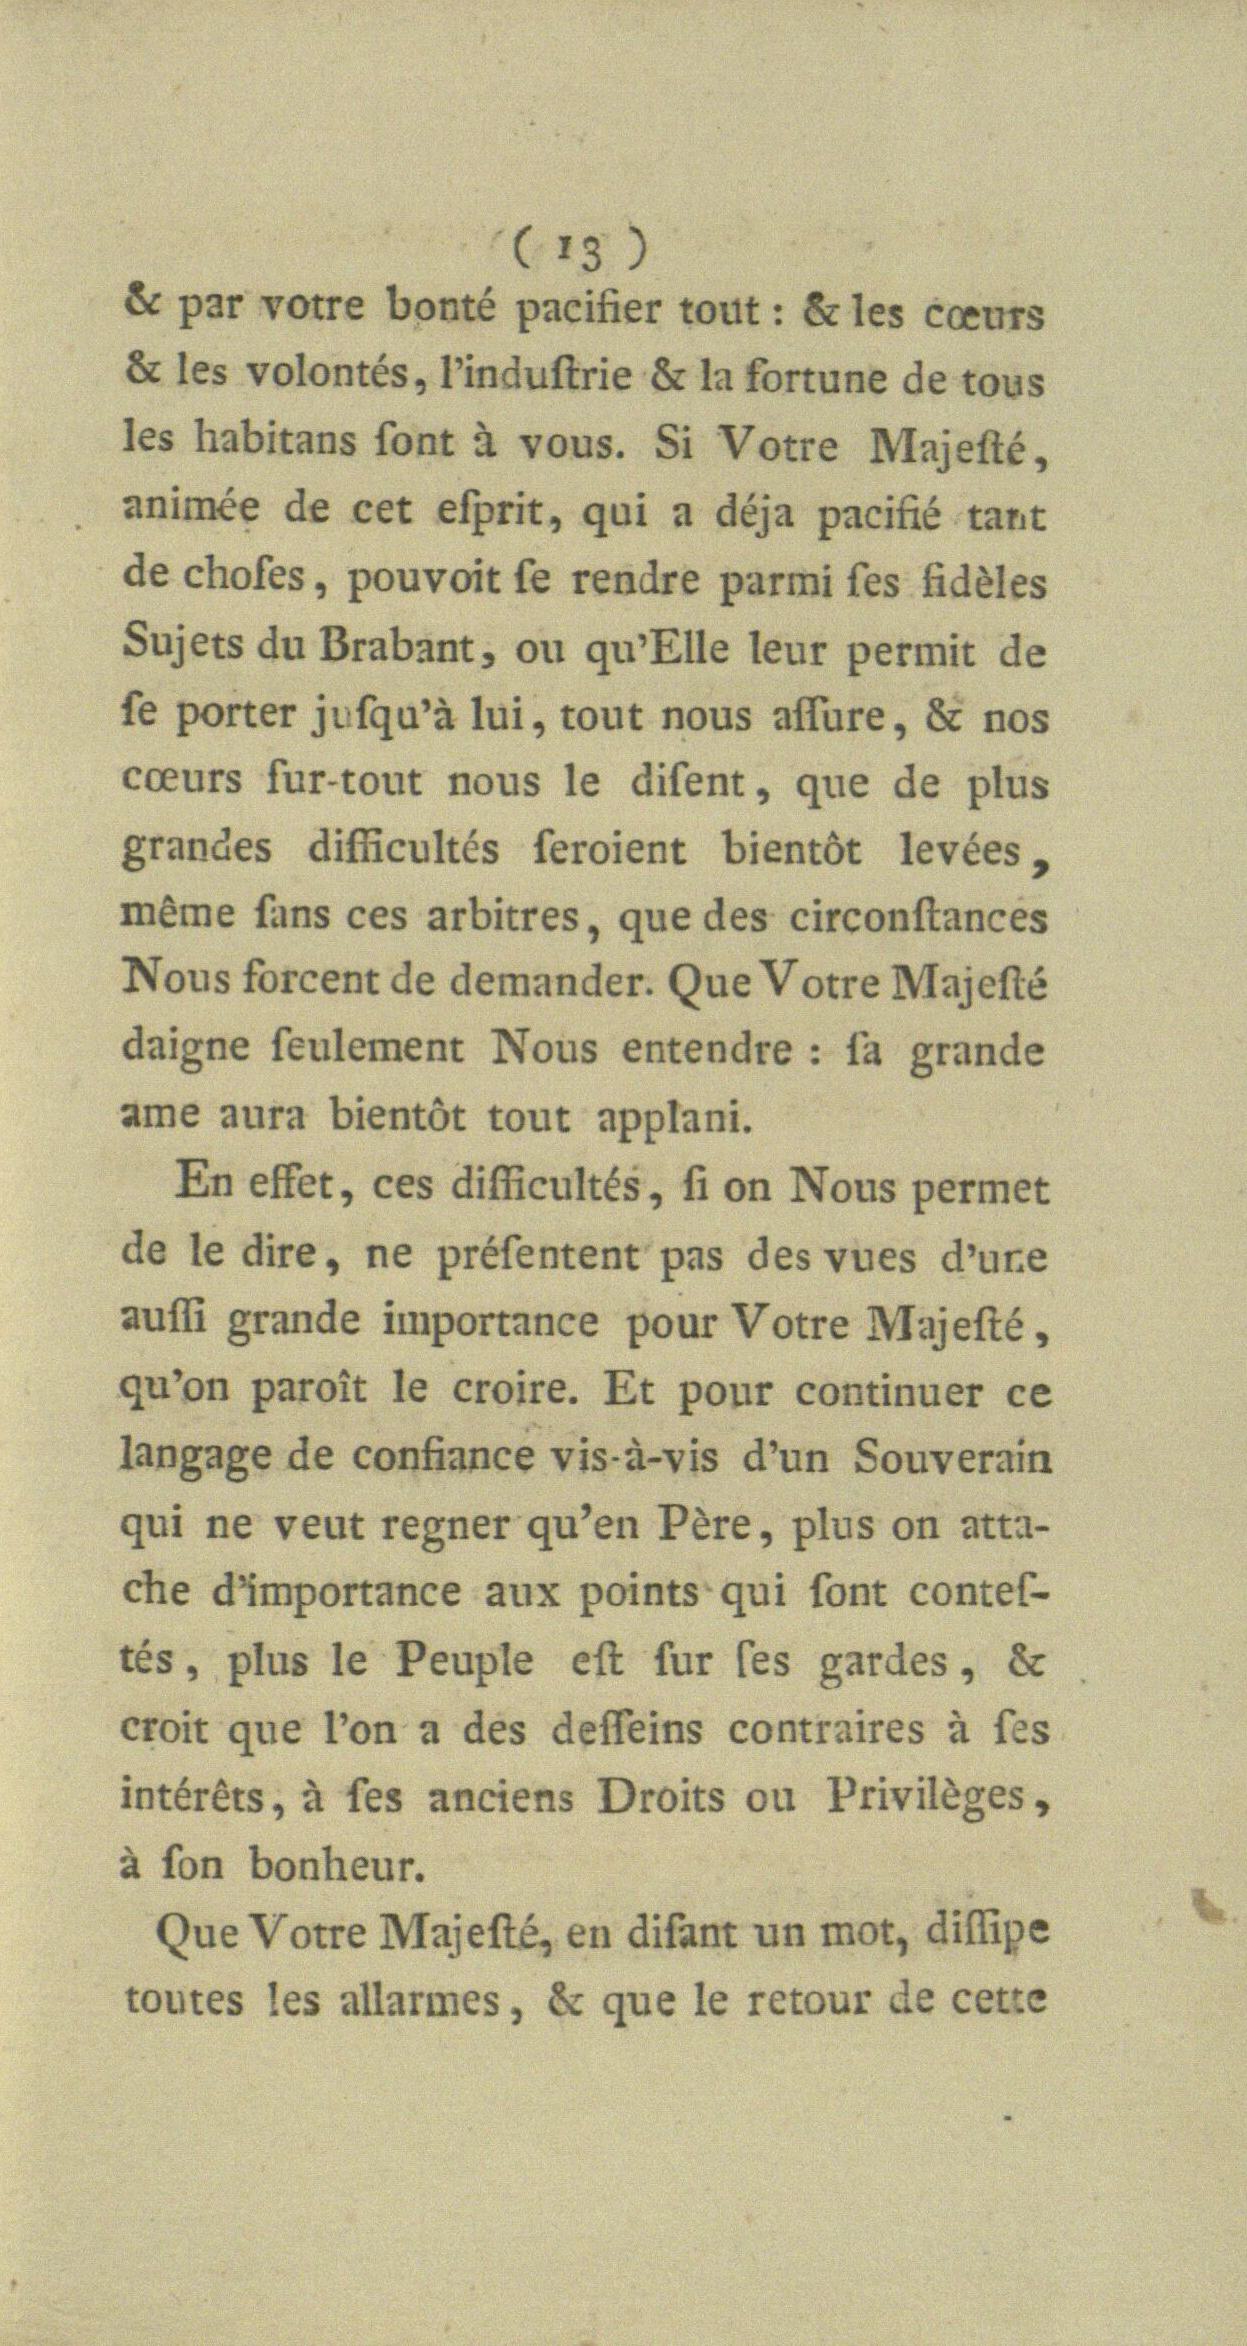 ( 13 )
& par votre bonté pacifier tout : & les cœurs
& les volontés, l'induſtrie & la fortune de tous
les habitans ſont à vous. Si Votre Majeſté,
animée de cet eſprit, qui a déja pacifié tant
de choſes, pouvoit ſe rendre parmi ſes fidèles
Sujets du Brabant, ou qu'Elle leur permit de
ſe porter juſqu'à lui, tout nous aſſure, & nos
cœurs ſur-tout nous le diſent, que de plus
grandes difficultés ſeroient bientôt levées,
même ſans ces arbitres, que des circonſtances
Nous forcent de demander. Que Votre Majeſté
daigne ſeulement Nous entendre : ſa grande
ame aura bientôt tout applani.
En effet, ces difficultés, ſi on Nous permet
de le dire, ne préſentent pas des vues d'une
auſſi grande importance pour Votre Majeſté,
qu'on paroît le croire. Et pour continuer ce
langage de confiance vis-à-vis d'un Souverain
qui ne veut regner qu'en Père, plus on atta-
che d'importance aux points qui ſont conteſ-
tés, plus le Peuple eſt ſur ſes gardes, &
croit que l'on a des deſſeins contraires à ſes
intérêts, à ſes anciens Droits ou Privilèges,
à ſon bonheur.
Que Votre Majeſté, en diſant un mot, diſſipe
toutes les allarmes, & que le retour de cette